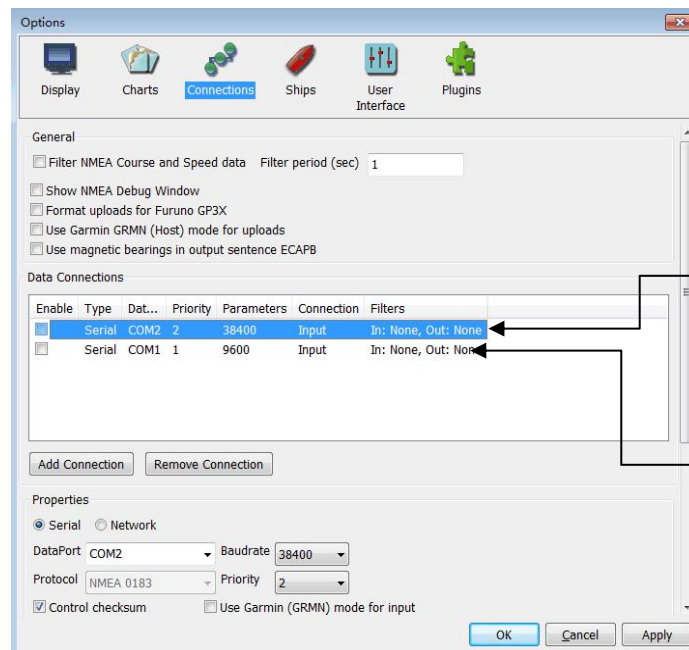 Options
Display Charts Connections Ships User Interface Plugins
General
Filter NMEA Course and Speed data Filter period (sec) 1
Show NMEA Debug Window
Format uploads for Furuno GP3X
Use Garmin GRMN (Host) mode for uploads
Use magnetic bearings in output sentence ECAPB
Data Connections
Enable Type Dat... Priority Parameters Connection Filters
Serial COM2 2 38400 Input In: None, Out: None
Serial COM1 1 9600 Input In: None, Out: None
Add Connection Remove Connection
Properties
Serial Network
DataPort COM2 Baudrate 38400
Protocol NMEA 0183 Priority 2
Control checksum Use Garmin (GRMN) mode for input
OK Cancel Apply